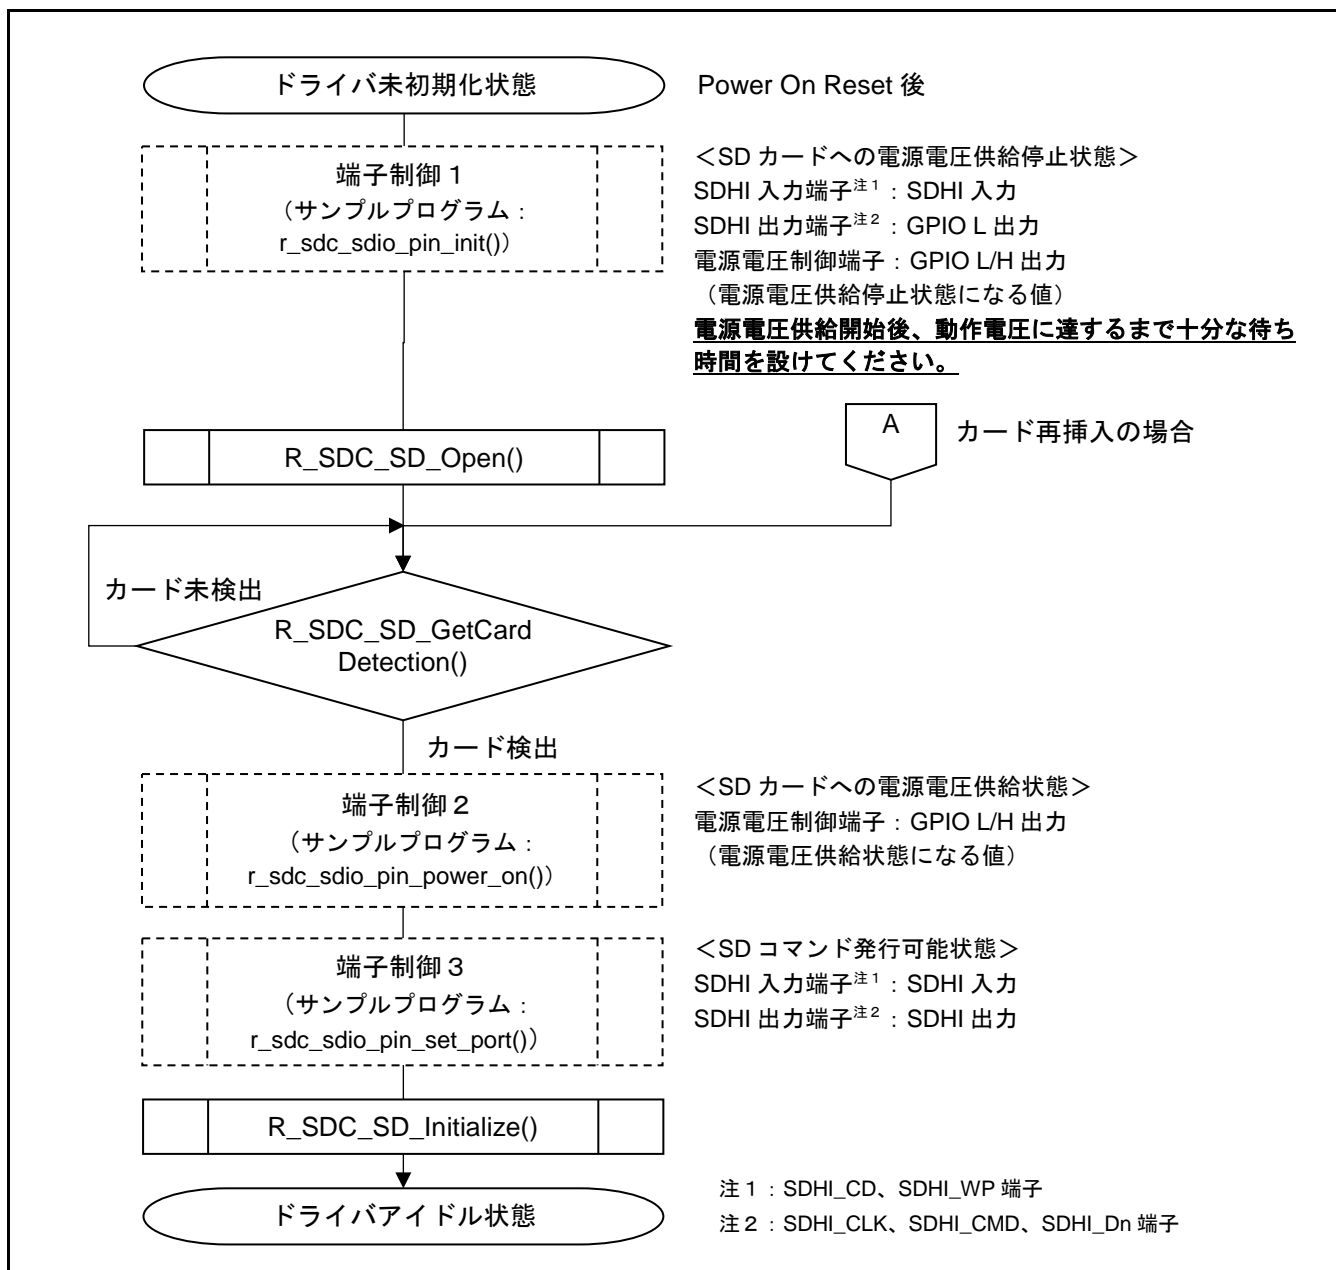 ドライバ未初期化状態
Power On Reset 後
端子制御１
（サンプルプログラム：
r_sdc_sdio_pin_init()）
＜SD カードへの電源電圧供給停止状態＞
SDHI 入力端子注１：SDHI 入力
SDHI 出力端子注２：GPIO L 出力
電源電圧制御端子：GPIO L/H 出力
（電源電圧供給停止状態になる値）
電源電圧供給開始後、動作電圧に達するまで十分な待ち
時間を設けてください。
R_SDC_SD_Open()
A
カード再挿入の場合
カード未検出
R_SDC_SD_GetCard
Detection()
カード検出
端子制御２
（サンプルプログラム：
r_sdc_sdio_pin_power_on()）
＜SD カードへの電源電圧供給状態＞
電源電圧制御端子：GPIO L/H 出力
（電源電圧供給状態になる値）
端子制御３
（サンプルプログラム：
r_sdc_sdio_pin_set_port()）
＜SD コマンド発行可能状態＞
SDHI 入力端子注１：SDHI 入力
SDHI 出力端子注２：SDHI 出力
R_SDC_SD_Initialize()
ドライバアイドル状態
注１：SDHI_CD、SDHI_WP 端子
注２：SDHI_CLK、SDHI_CMD、SDHI_Dn 端子